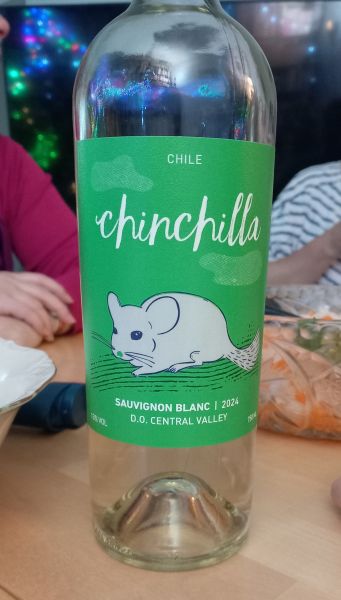 CHILE
chinchilla
SAUVIGNON BLANC | 2024
D.O. CENTRAL VALLEY